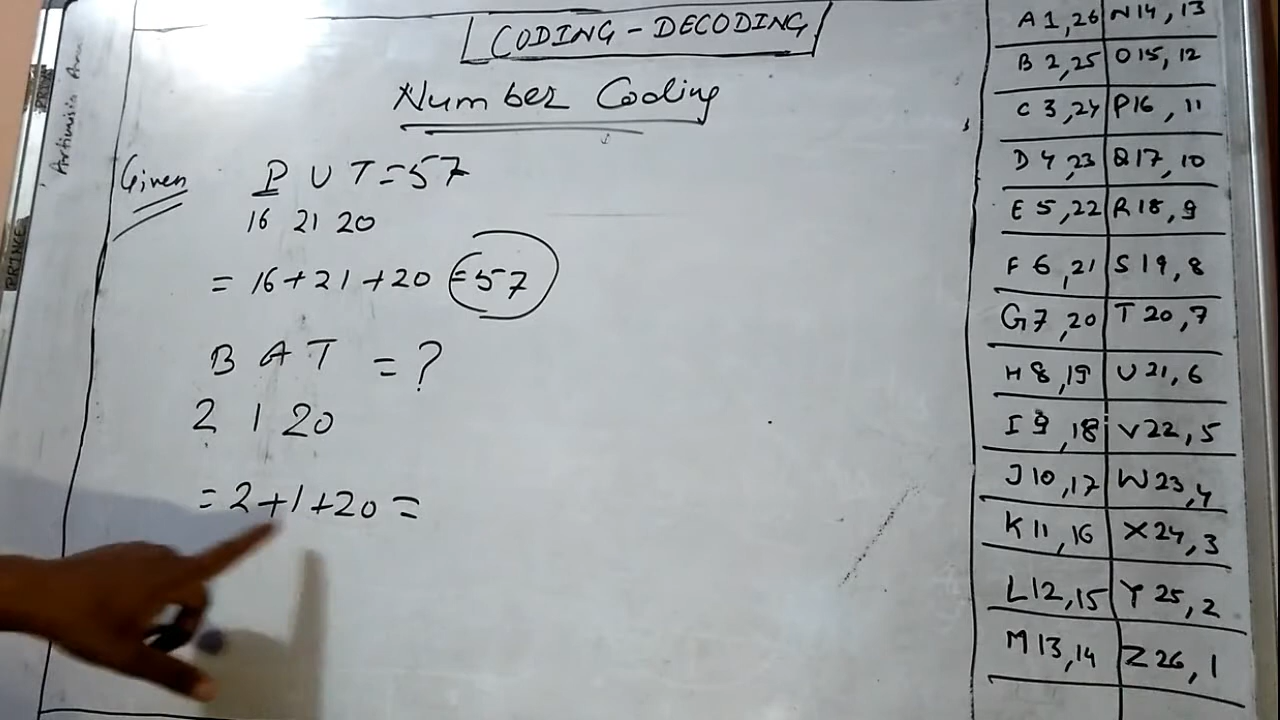 CODING - DECODING
Number Coding
Given P U T = 57
16 21 20
= 16 + 21 + 20 = 57
B A T = ?
2 1 20
= 2 + 1 + 20 =
A 1, 26 N 14, 13
B 2, 25 O 15, 12
C 3, 24 P 16, 11
D 4, 23 Q 17, 10
E 5, 22 R 18, 9
F 6, 21 S 19, 8
G 7, 20 T 20, 7
H 8, 19 U 21, 6
I 9, 18 V 22, 5
J 10, 17 W 23, 4
K 11, 16 X 24, 3
L 12, 15 Y 25, 2
M 13, 14 Z 26, 1
PRINCE